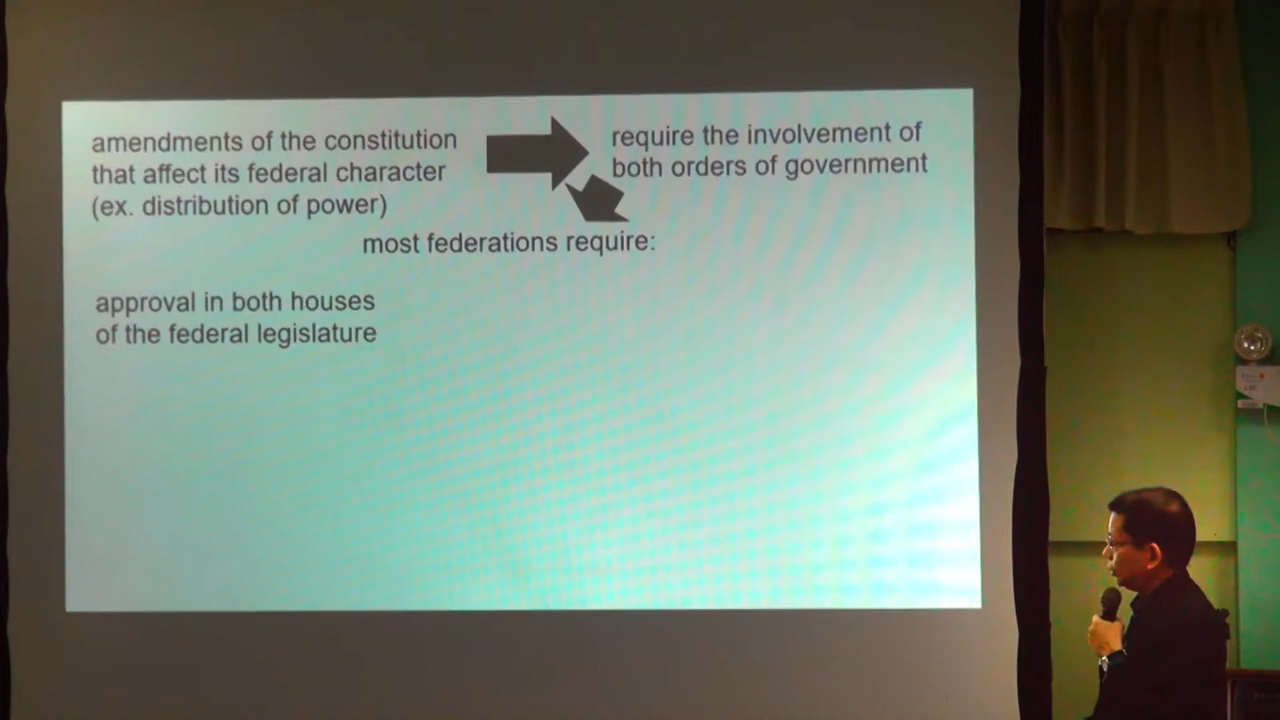 amendments of the constitution
that affect its federal character
(ex. distribution of power)
require the involvement of
both orders of government
most federations require:
approval in both houses
of the federal legislature